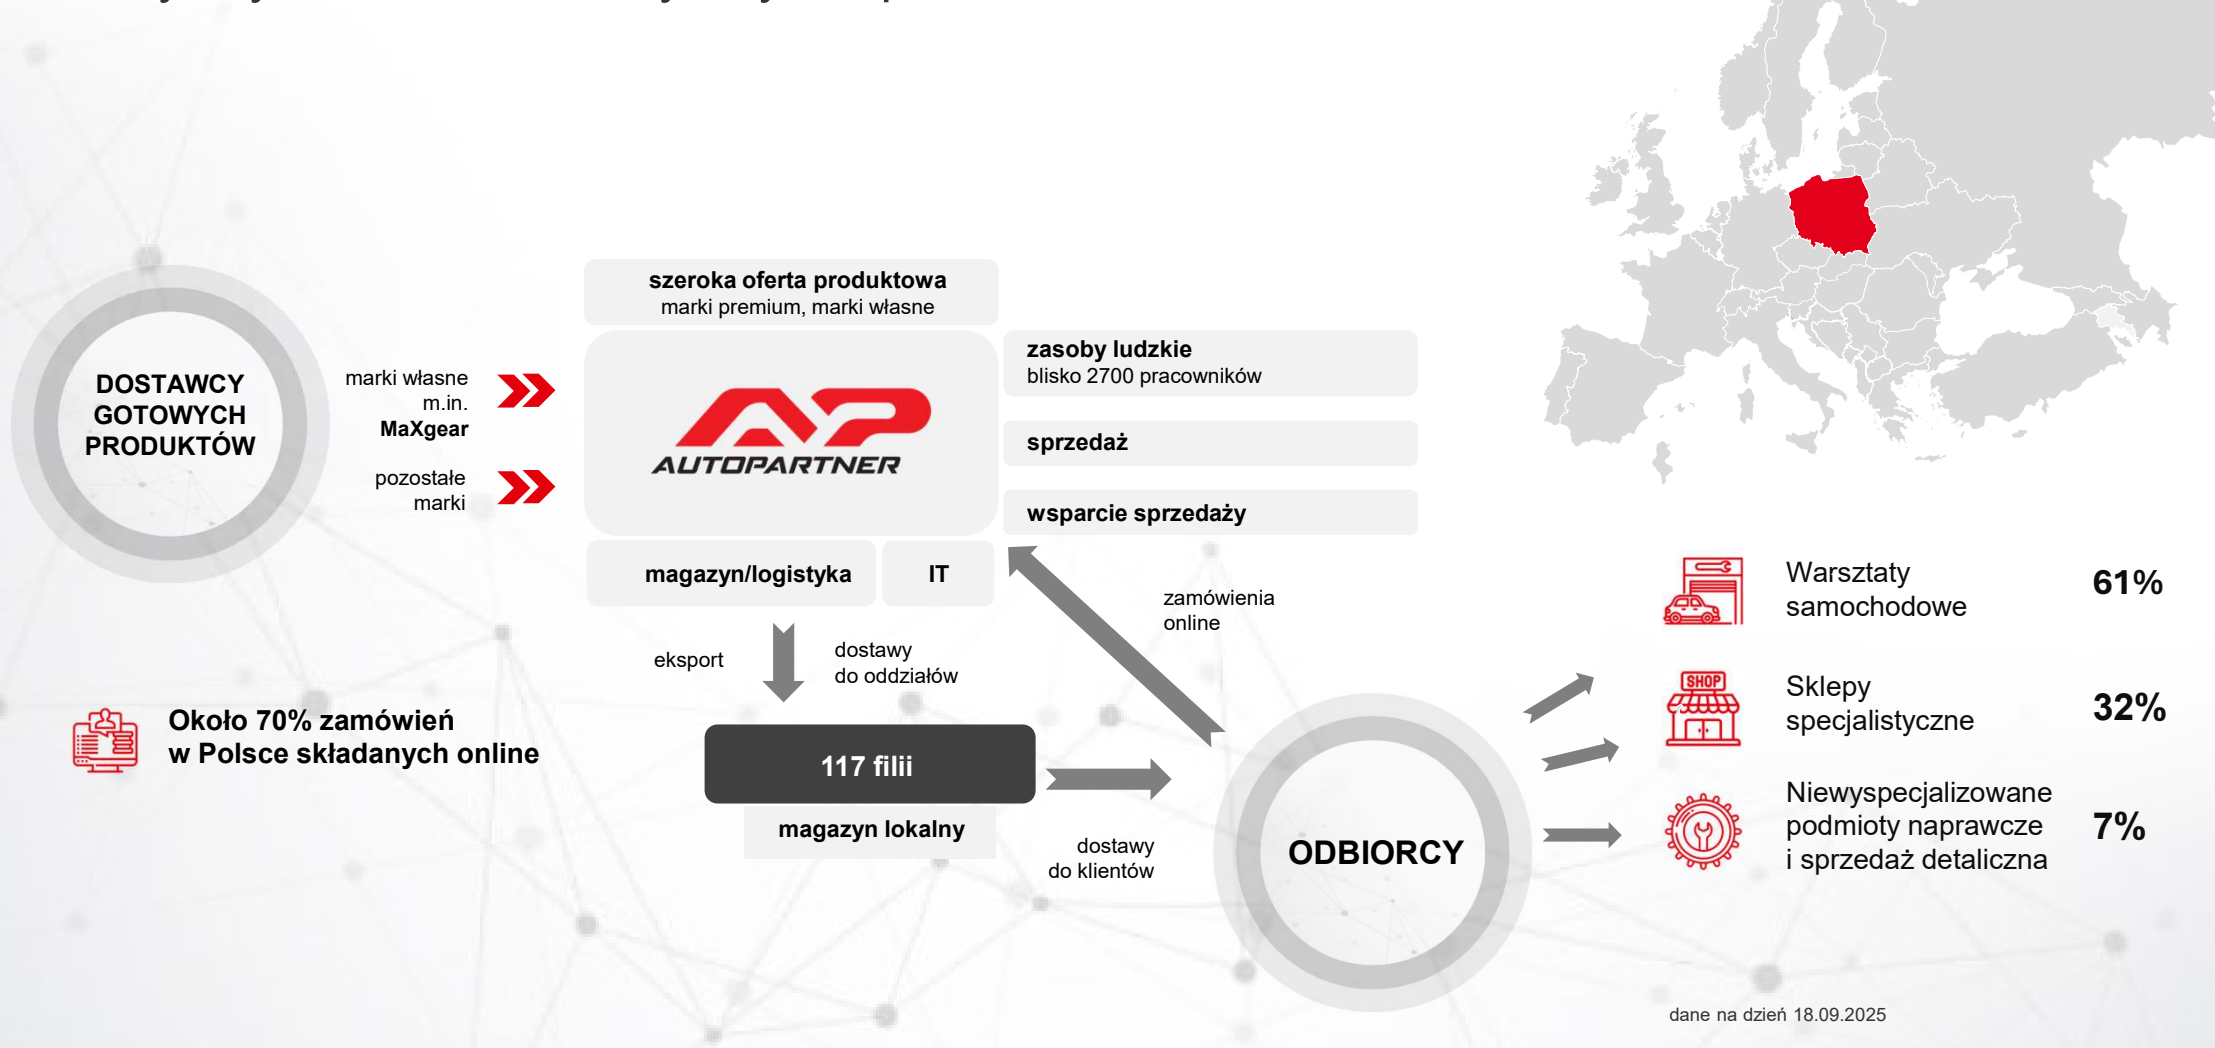 szeroka oferta produktowa
marki premium, marki własne
DOSTAWCY
GOTOWYCH
PRODUKTÓW
marki własne
m.in.
MaXgear
pozostałe
marki
AUTOPARTNER
zasoby ludzkie
blisko 2700 pracowników
sprzedaż
wsparcie sprzedaży
magazyn/logistyka
IT
eksport
dostawy
do oddziałów
zamówienia
online
Około 70% zamówień
w Polsce składanych online
117 filii
magazyn lokalny
dostawy
do klientów
ODBIORCY
Warsztaty
samochodowe
61%
SHOP
Sklepy
specjalistyczne
32%
Niewyspecjalizowane
podmioty naprawcze
i sprzedaż detaliczna
7%
dane na dzień 18.09.2025